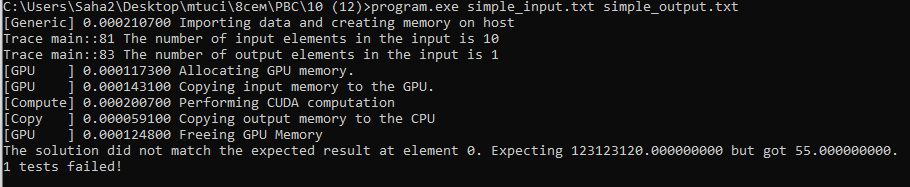 C:\Users\Saha2\Desktop\mtuci\8сем\РВС\10 (12)>program.exe simple_input.txt simple_output.txt
[Generic] 0.000210700 Importing data and creating memory on host
Trace main::81 The number of input elements in the input is 10
Trace main::83 The number of output elements in the input is 1
[GPU    ] 0.000117300 Allocating GPU memory.
[GPU    ] 0.000143100 Copying input memory to the GPU.
[Compute] 0.000200700 Performing CUDA computation
[Copy   ] 0.000059100 Copying output memory to the CPU
[GPU    ] 0.000124800 Freeing GPU Memory
The solution did not match the expected result at element 0. Expecting 123123120.000000000 but got 55.000000000.
1 tests failed!